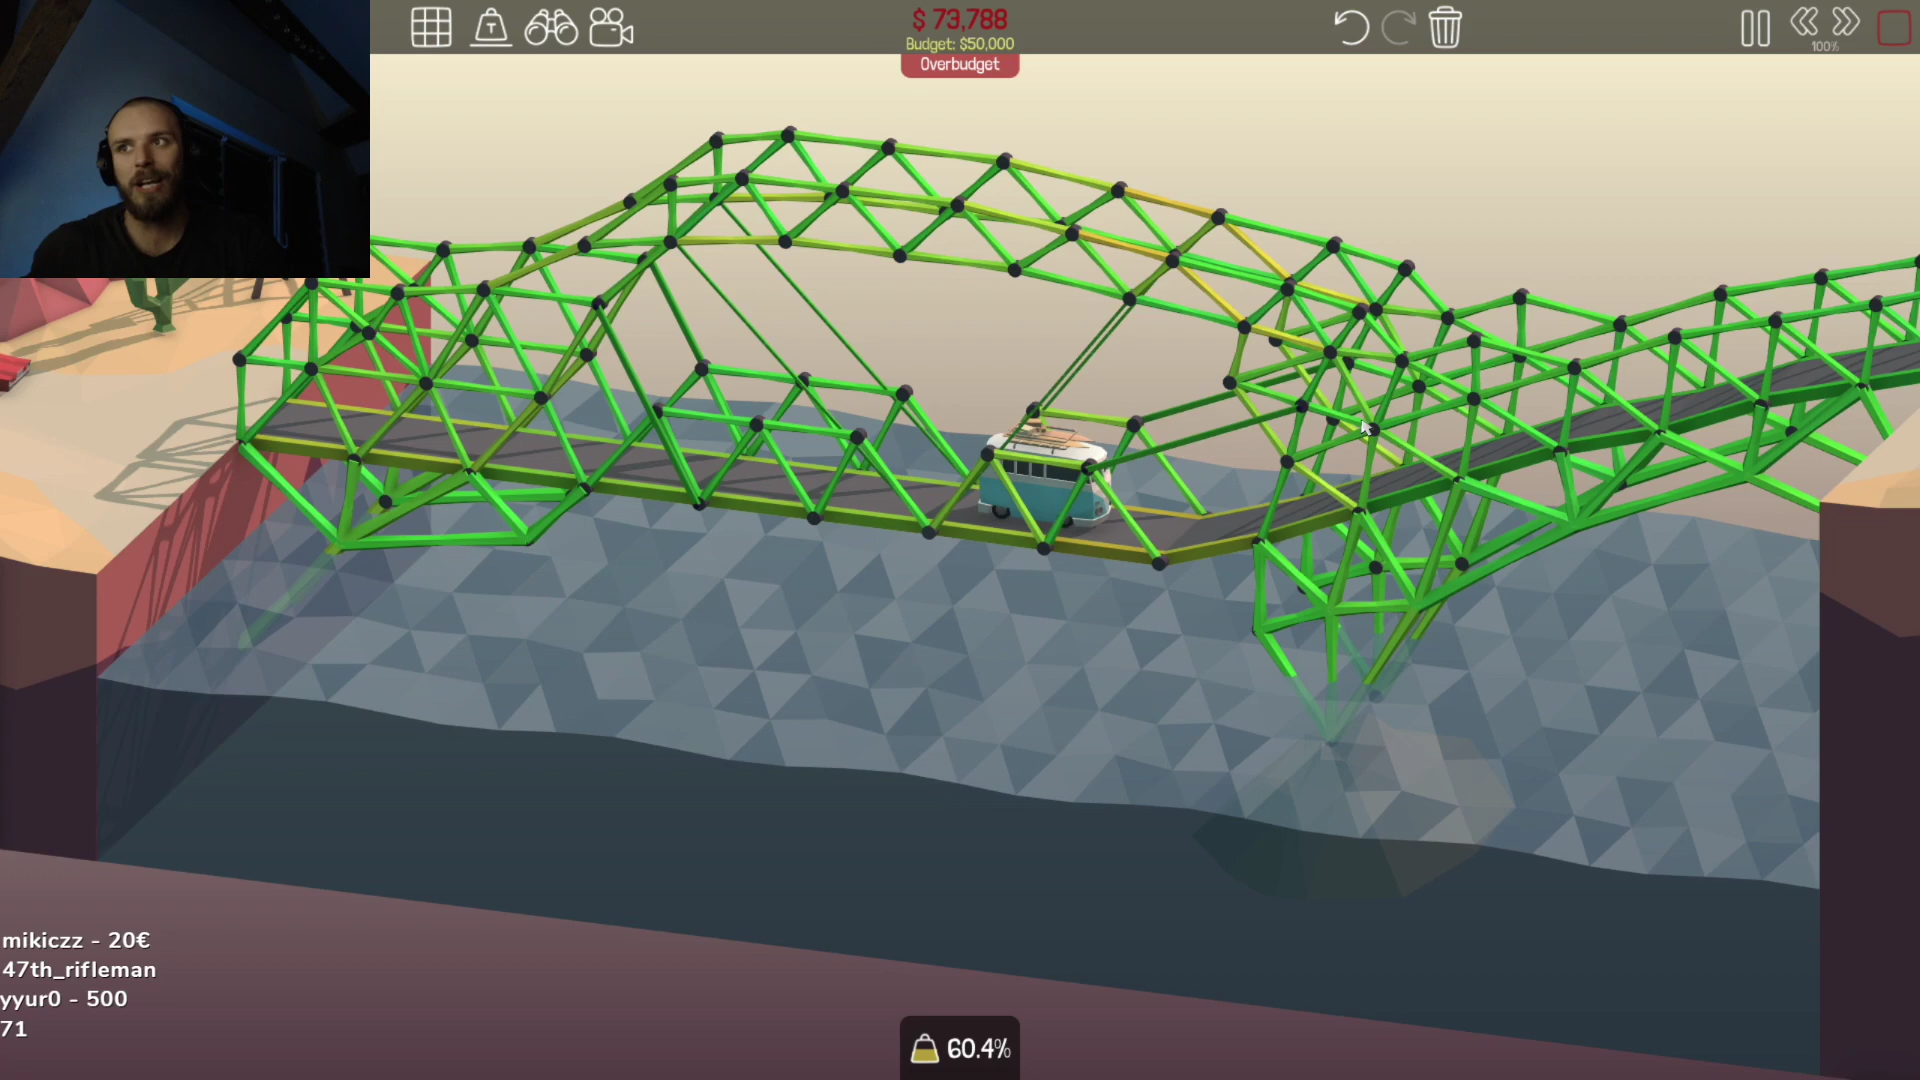 $ 73,788
Budget: $50,000
Overbudget
100%
T
mikiczz - 20€
47th_rifleman
yyur0 - 500
71
60.4%